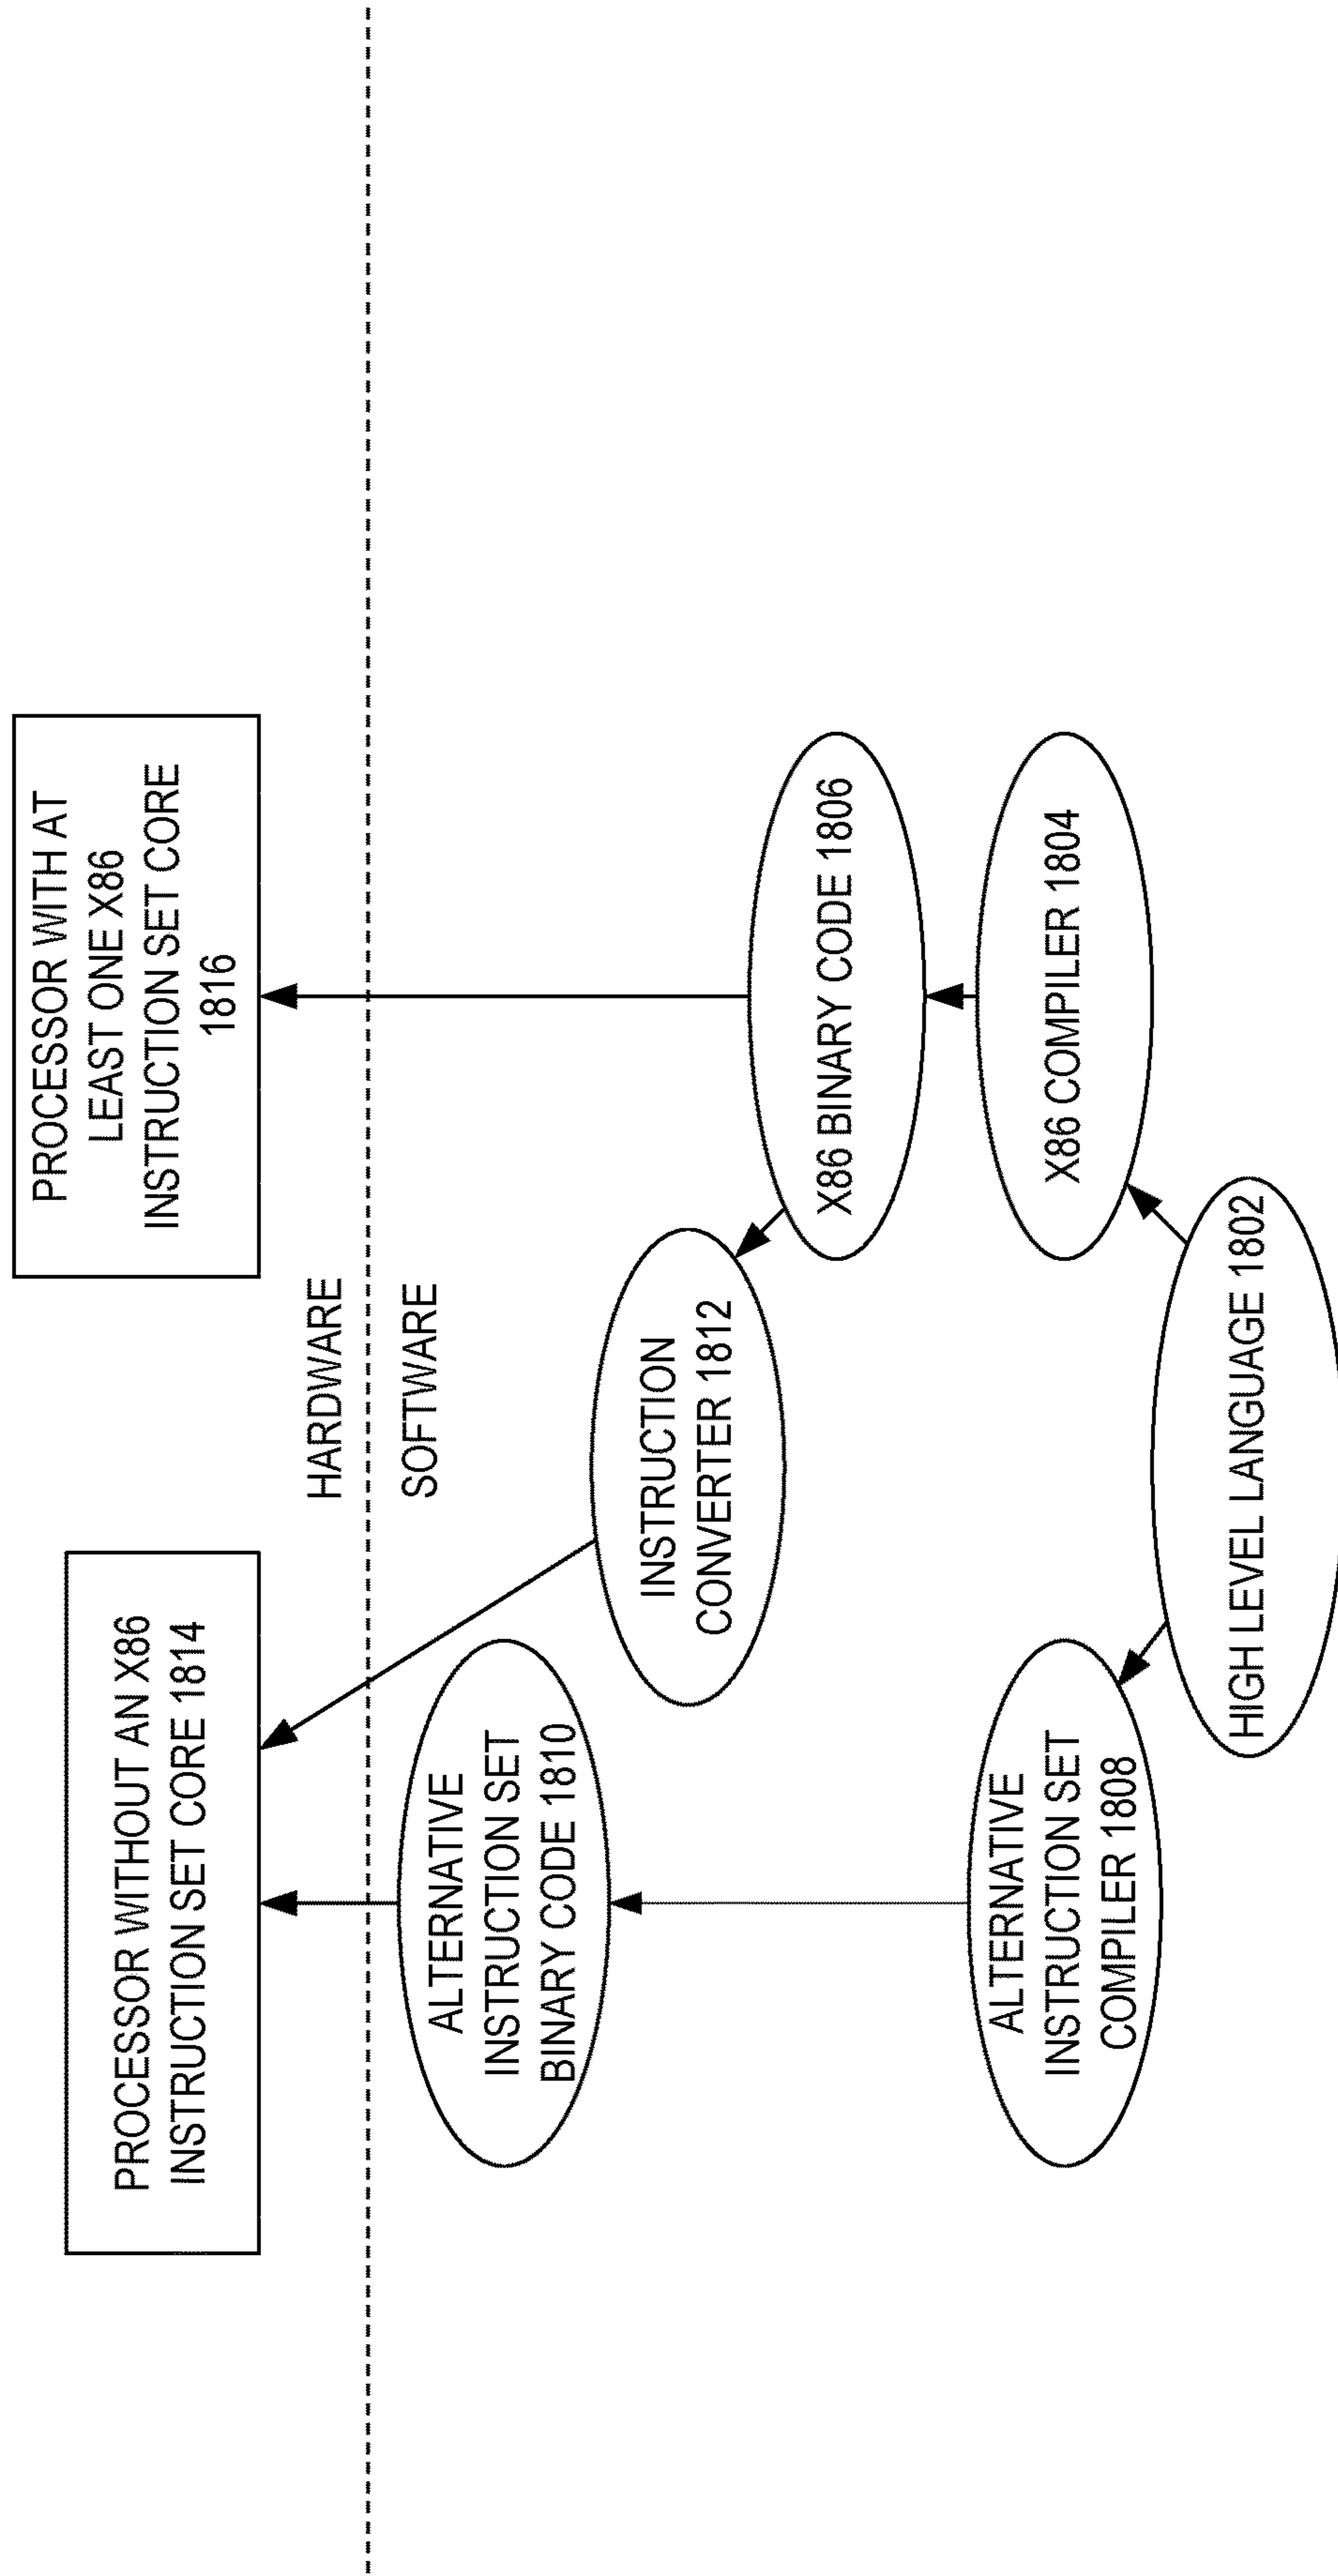 PROCESSOR WITHOUT AN X86
INSTRUCTION SET CORE 1814
PROCESSOR WITH AT
LEAST ONE X86
INSTRUCTION SET CORE
1816
HARDWARE
SOFTWARE
ALTERNATIVE
INSTRUCTION SET
BINARY CODE 1810
INSTRUCTION
CONVERTER 1812
X86 BINARY CODE 1806
ALTERNATIVE
INSTRUCTION SET
COMPILER 1808
X86 COMPILER 1804
HIGH LEVEL LANGUAGE 1802